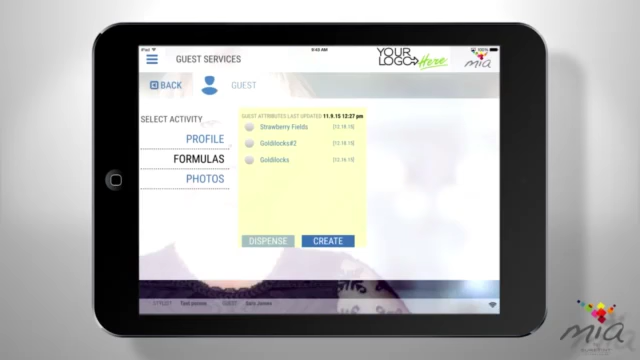 iPad
9:49 AM
100%
GUEST SERVICES
YOUR
LOGO
Here
mia
BACK
GUEST
SELECT ACTIVITY
PROFILE
FORMULAS
PHOTOS
GUEST ATTRIBUTES LAST UPDATED 11.9.15 12:27 pm
Strawberry Fields [12.18.15]
Goldilocks#2 [12.18.15]
Goldilocks [12.18.15]
DISPENSE
CREATE
STYLIST
GUEST
mia